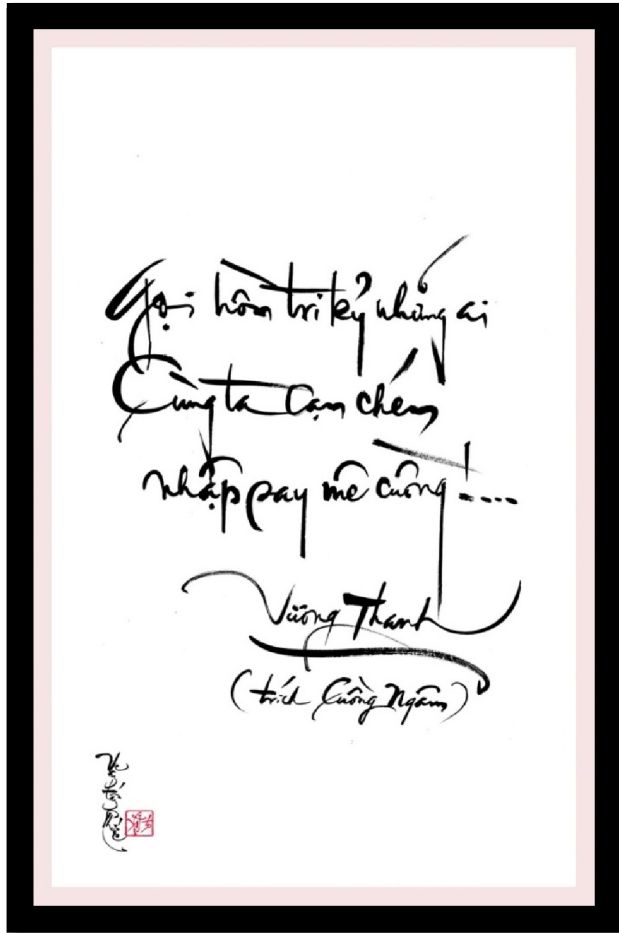 Gọi hồn tri kỷ những ai
Cùng ta cạn chén
nhập say mê cuồng!....
Vương Thanh
(trích Cuồng Ngâm)